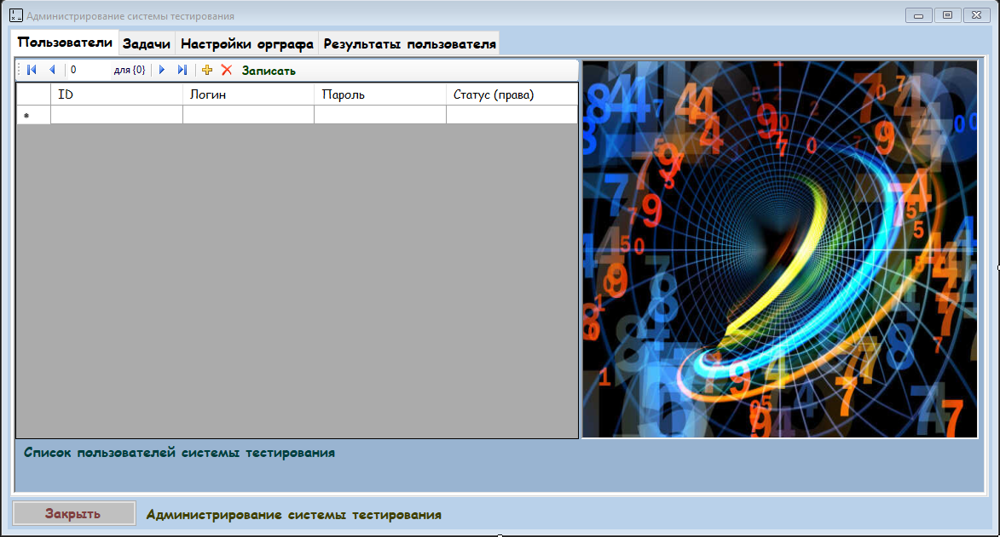 Администрирование системы тестирования
Пользователи Задачи Настройки орграфа Результаты пользователя
0 для {0} Записать
ID Логин Пароль Статус (права)
*
Список пользователей системы тестирования
Закрыть Администрирование системы тестирования